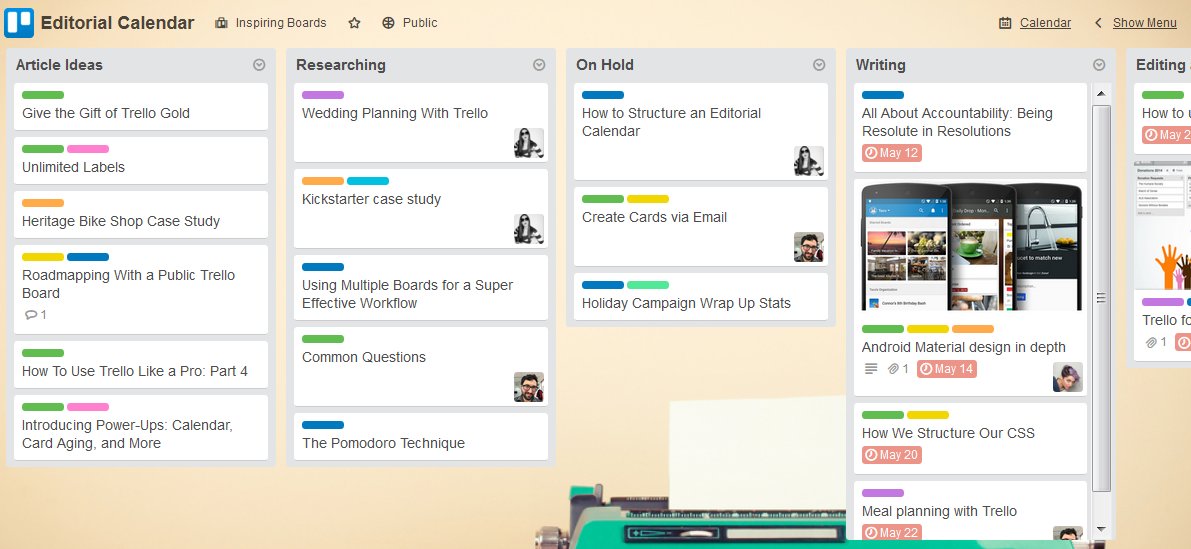 Editorial Calendar
Inspiring Boards
Public
Calendar
Show Menu
Article Ideas
Give the Gift of Trello Gold
Unlimited Labels
Heritage Bike Shop Case Study
Roadmapping With a Public Trello
Board
1
How To Use Trello Like a Pro: Part 4
Introducing Power-Ups: Calendar,
Card Aging, and More
Researching
Wedding Planning With Trello
Kickstarter case study
Using Multiple Boards for a Super
Effective Workflow
Common Questions
The Pomodoro Technique
On Hold
How to Structure an Editorial
Calendar
Create Cards via Email
Holiday Campaign Wrap Up Stats
Writing
All About Accountability: Being
Resolute in Resolutions
May 12
Android Material design in depth
1
May 14
How We Structure Our CSS
May 20
Meal planning with Trello
May 22
Editing
How to
May 2
Trello fo
1